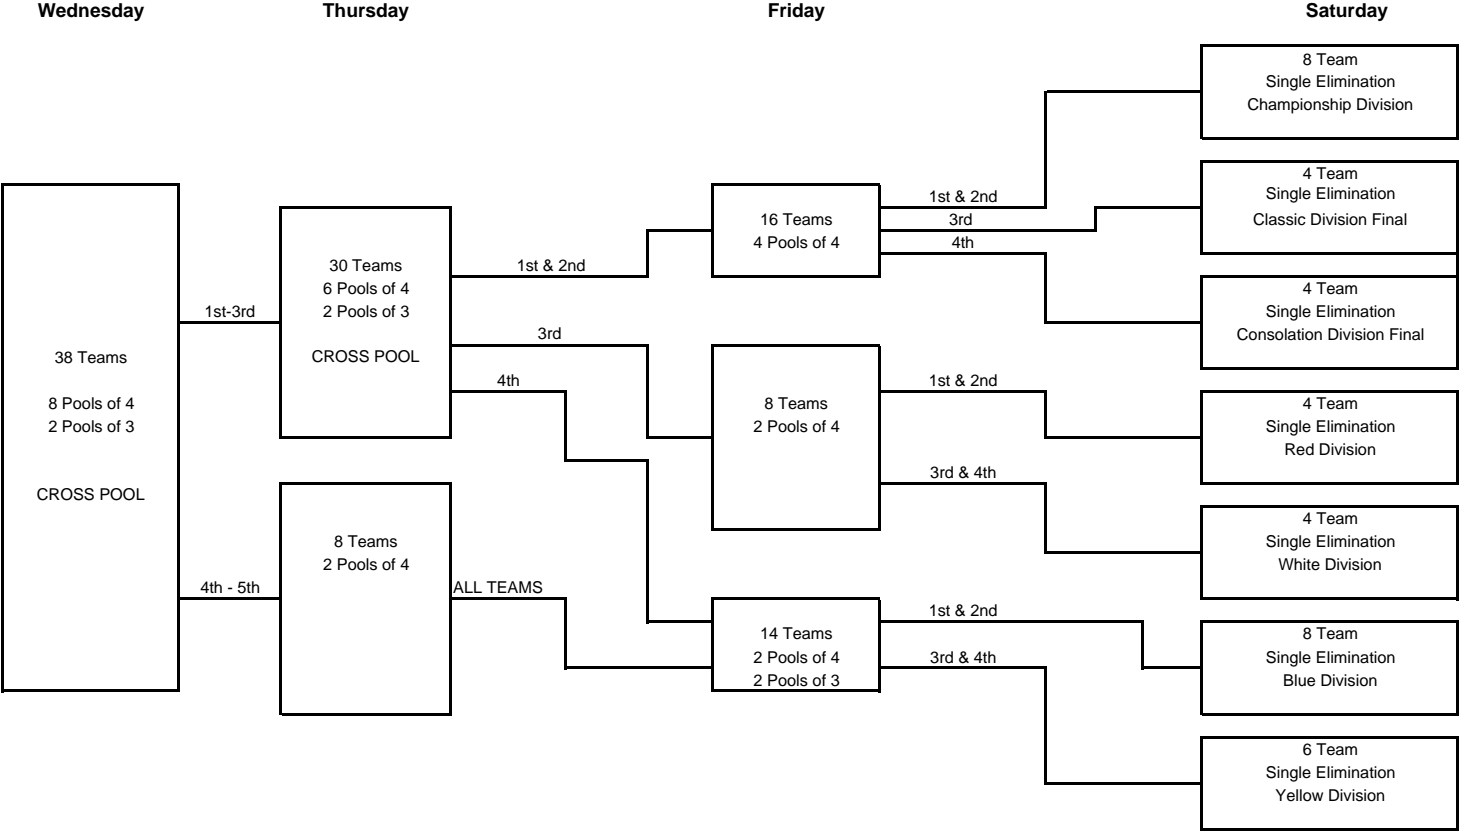 Wednesday
Thursday
Friday
Saturday
38 Teams
8 Pools of 4
2 Pools of 3
CROSS POOL
1st-3rd
4th - 5th
30 Teams
6 Pools of 4
2 Pools of 3
CROSS POOL
8 Teams
2 Pools of 4
1st & 2nd
3rd
4th
ALL TEAMS
16 Teams
4 Pools of 4
8 Teams
2 Pools of 4
14 Teams
2 Pools of 4
2 Pools of 3
1st & 2nd
3rd
4th
1st & 2nd
3rd & 4th
1st & 2nd
3rd & 4th
8 Team
Single Elimination
Championship Division
4 Team
Single Elimination
Classic Division Final
4 Team
Single Elimination
Consolation Division Final
4 Team
Single Elimination
Red Division
4 Team
Single Elimination
White Division
8 Team
Single Elimination
Blue Division
6 Team
Single Elimination
Yellow Division